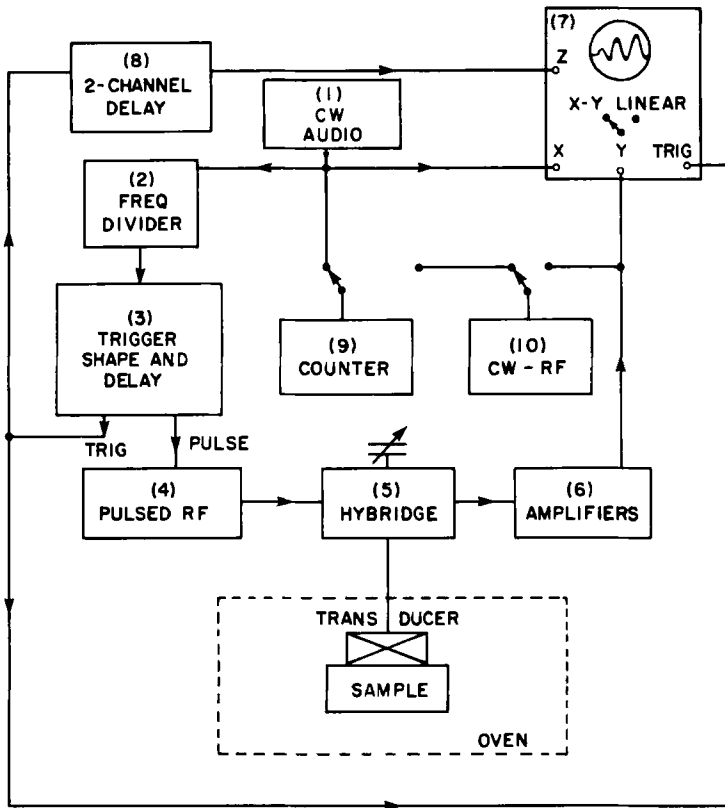 (8)
2-CHANNEL
DELAY
(1)
CW
AUDIO
(7)
Z
X-Y LINEAR
X
Y
TRIG
(2)
FREQ
DIVIDER
(3)
TRIGGER
SHAPE AND
DELAY
(9)
COUNTER
(10)
CW-RF
TRIG
PULSE
(4)
PULSED RF
(5)
HYBRIDGE
(6)
AMPLIFIERS
TRANS DUCER
SAMPLE
OVEN